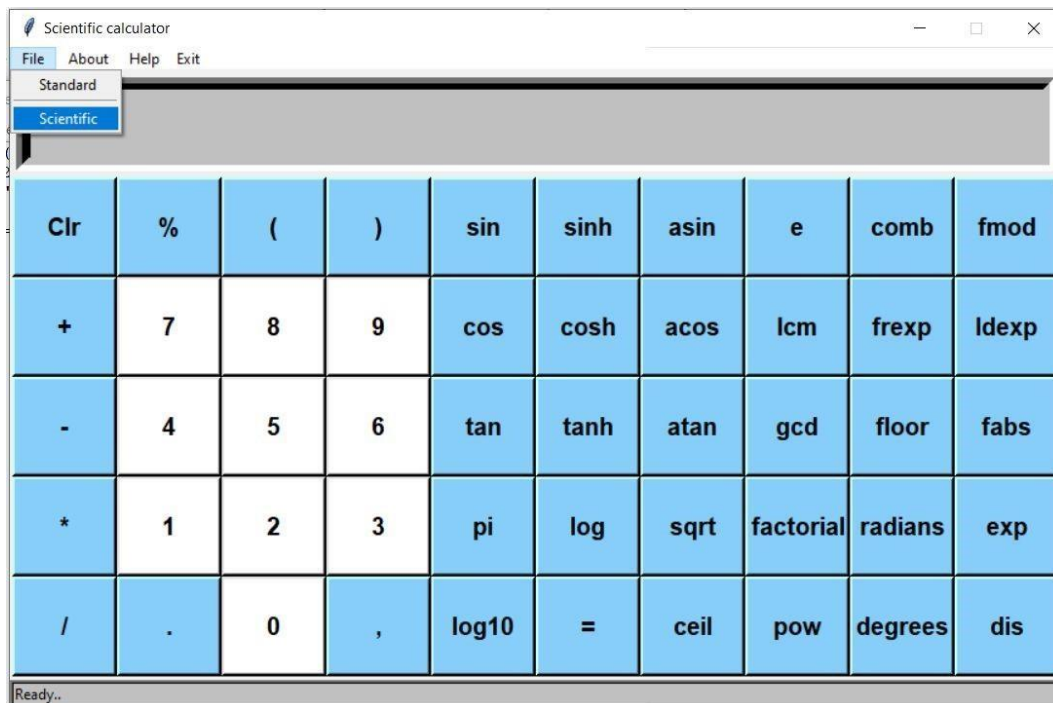 Scientific calculator
File About Help Exit
Standard
Scientific
Clr % ( ) sin sinh asin e comb fmod
+ 7 8 9 cos cosh acos lcm frexp ldexp
- 4 5 6 tan tanh atan gcd floor fabs
* 1 2 3 pi log sqrt factorial radians exp
/ . 0 , log10 = ceil pow degrees dis
Ready..